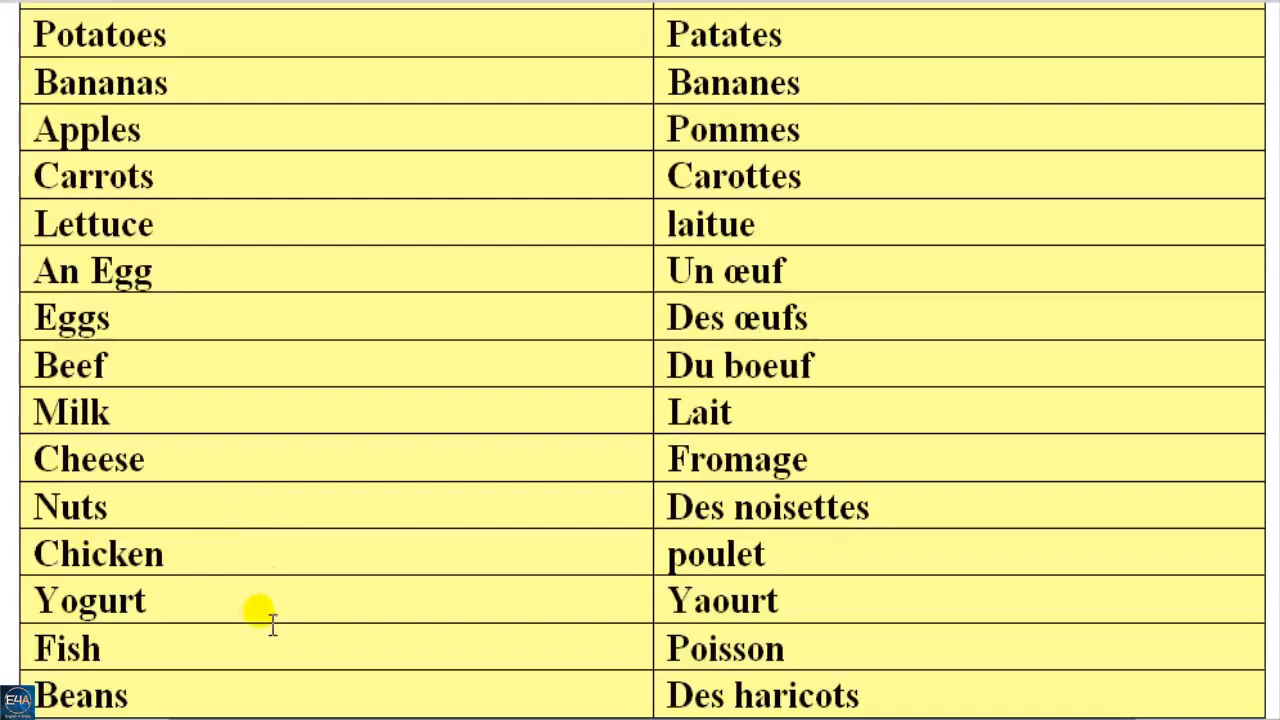 Potatoes Patates
Bananas Bananes
Apples Pommes
Carrots Carottes
Lettuce laitue
An Egg Un œuf
Eggs Des œufs
Beef Du boeuf
Milk Lait
Cheese Fromage
Nuts Des noisettes
Chicken poulet
Yogurt Yaourt
Fish Poisson
Beans Des haricots
E4A